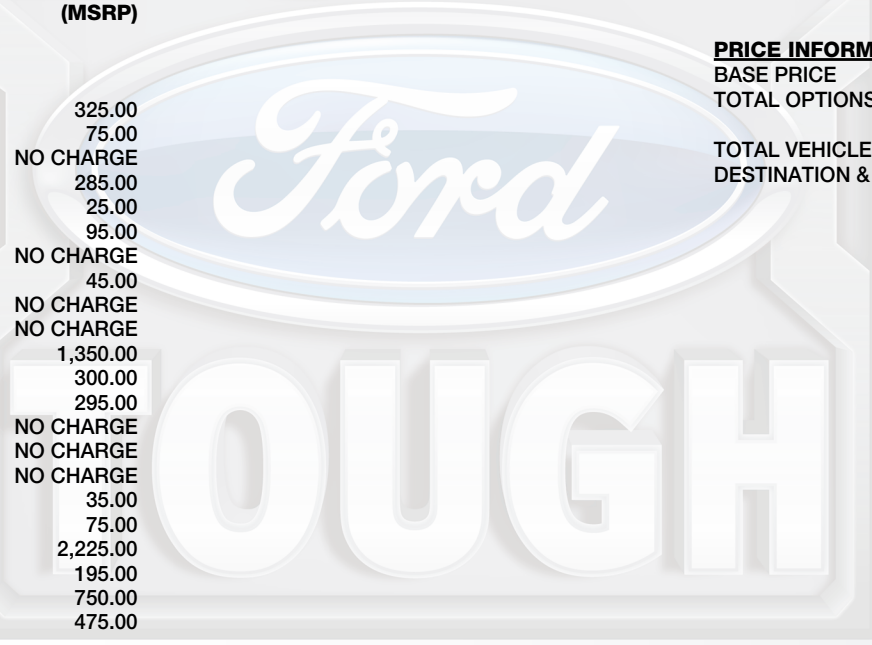 (MSRP)
325.00
75.00
NO CHARGE
285.00
25.00
95.00
NO CHARGE
45.00
NO CHARGE
NO CHARGE
1,350.00
300.00
295.00
NO CHARGE
NO CHARGE
NO CHARGE
35.00
75.00
2,225.00
195.00
750.00
475.00
PRICE INFORM
BASE PRICE
TOTAL OPTIONS
TOTAL VEHICLE
DESTINATION &
Ford
TOUGH